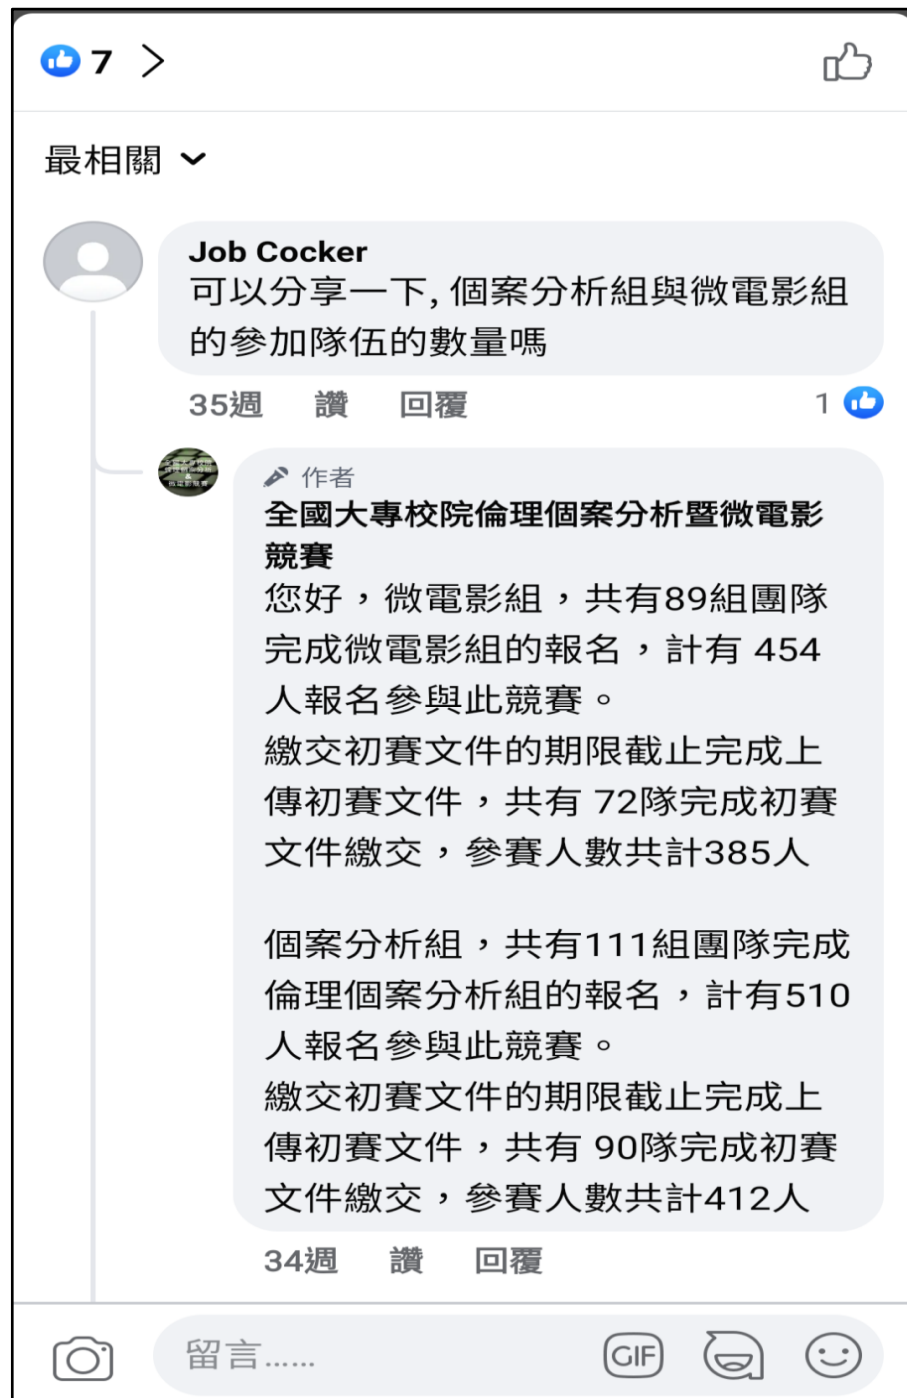 7
最相關
Job Cocker
可以分享一下, 個案分析組與微電影組
的參加隊伍的數量嗎
35週 讚 回覆 1
作者
全國大專校院倫理個案分析暨微電影
競賽
您好，微電影組，共有89組團隊
完成微電影組的報名，計有 454
人報名參與此競賽。
繳交初賽文件的期限截止完成上
傳初賽文件，共有 72隊完成初賽
文件繳交，參賽人數共計385人
個案分析組，共有111組團隊完成
倫理個案分析組的報名，計有510
人報名參與此競賽。
繳交初賽文件的期限截止完成上
傳初賽文件，共有 90隊完成初賽
文件繳交，參賽人數共計412人
34週 讚 回覆
留言......
GIF